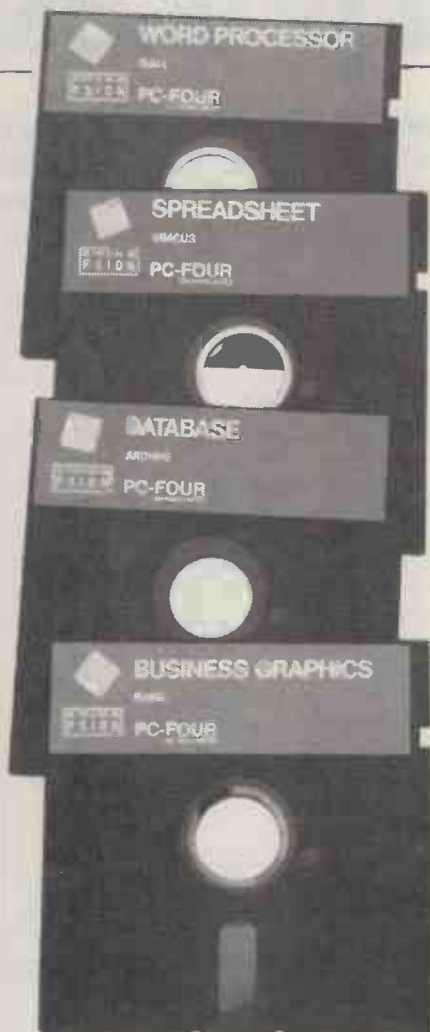 WORD PROCESSOR
PSION
PC-FOUR
SPREADSHEET
ABACUS
PSION
PC-FOUR
DATABASE
PSION
PC-FOUR
BUSINESS GRAPHICS
PSION
PC-FOUR